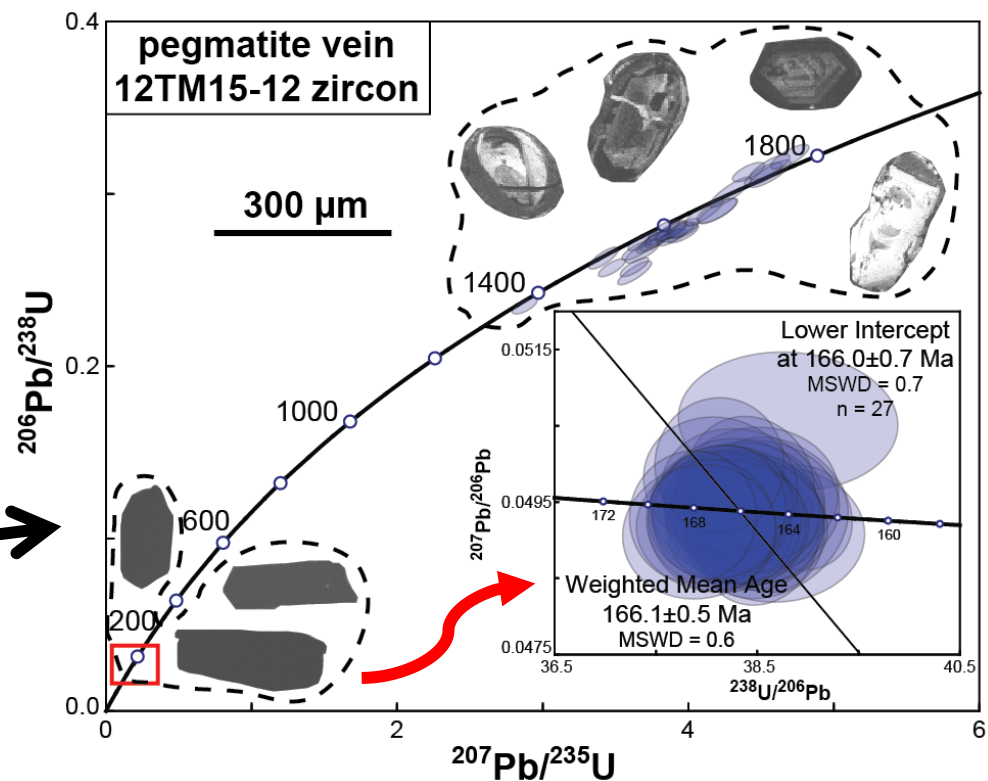 pegmatite vein
12TM15-12 zircon
300 µm
0.4
0.2
0.0
0
2
4
6
200
600
1000
1400
1800
²⁰⁶Pb/²³⁸U
²⁰⁷Pb/²³⁵U
Lower Intercept
at 166.0±0.7 Ma
MSWD = 0.7
n = 27
0.0515
0.0495
0.0475
²⁰⁷Pb/²⁰⁶Pb
172
168
164
160
Weighted Mean Age
166.1±0.5 Ma
MSWD = 0.6
36.5
38.5
40.5
²³⁸U/²⁰⁶Pb